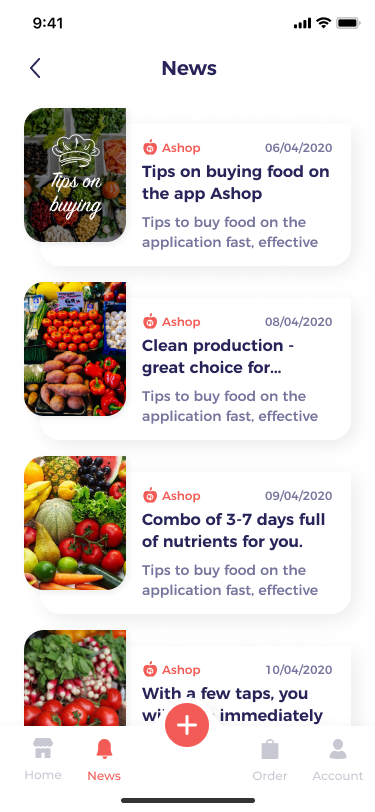 9:41
News
Tips on
buying
Ashop 06/04/2020
Tips on buying food on
the app Ashop
Tips to buy food on the
application fast, effective
Ashop 08/04/2020
Clean production -
great choice for...
Tips to buy food on the
application fast, effective
Ashop 09/04/2020
Combo of 3-7 days full
of nutrients for you.
Tips to buy food on the
application fast, effective
Ashop 10/04/2020
With a few taps, you
immediately
Home
News
Order
Account